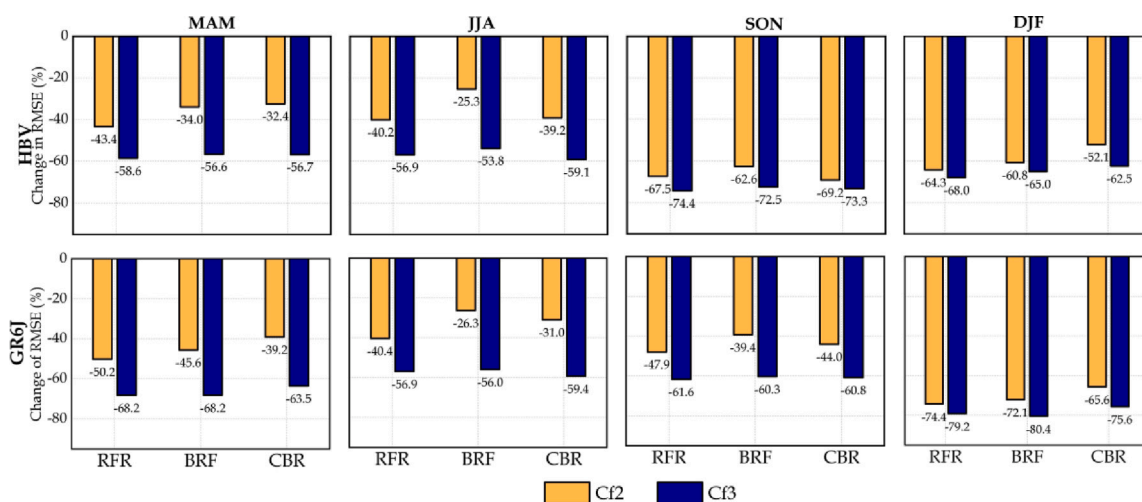 MAM JJA SON DJF
HBV
Change in RMSE (%)
0
-20
-40
-60
-80
-43.4 -58.6 -34.0 -56.6 -32.4 -56.7
-40.2 -56.9 -25.3 -53.8 -39.2 -59.1
-67.5 -74.4 -62.6 -72.5 -69.2 -73.3
-64.3 -68.0 -60.8 -65.0 -52.1 -62.5
GR6J
Change of RMSE (%)
0
-20
-40
-60
-80
-50.2 -68.2 -45.6 -68.2 -39.2 -63.5
-40.4 -56.9 -26.3 -56.0 -31.0 -59.4
-47.9 -61.6 -39.4 -60.3 -44.0 -60.8
-74.4 -79.2 -72.1 -80.4 -65.6 -75.6
RFR BRF CBR RFR BRF CBR RFR BRF CBR RFR BRF CBR
Cf2 Cf3